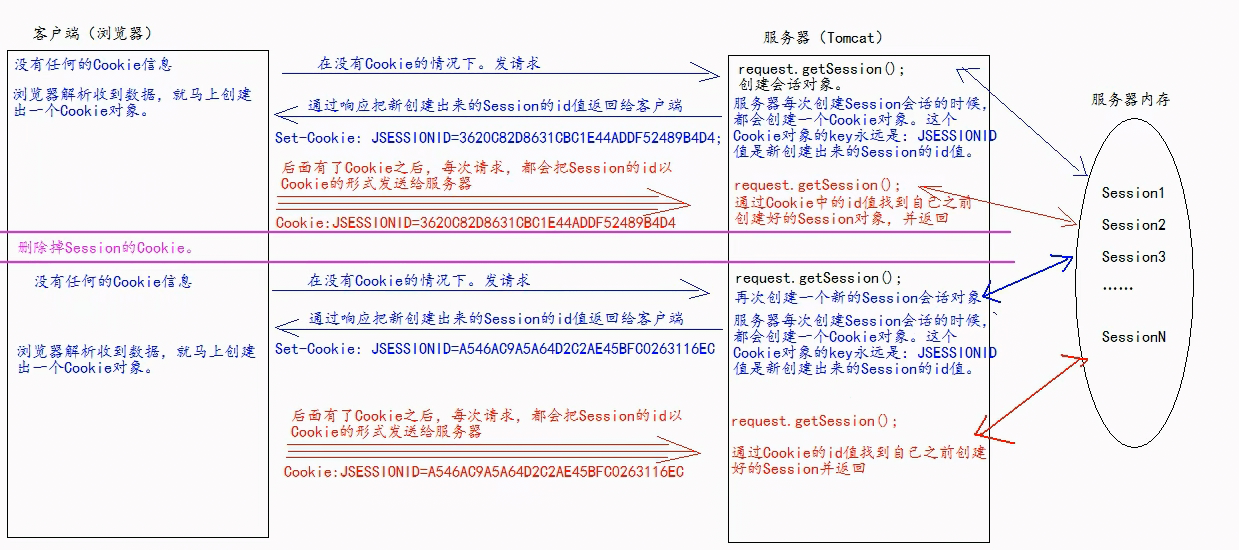 客户端（浏览器）
没有任何的Cookie信息
浏览器解析收到数据，就马上创建
出一个Cookie对象。
在没有Cookie的情况下。发请求
通过响应把新创建出来的Session的id值返回给客户端
Set-Cookie: JSESSIONID=3620C82D8631CBC1E44ADDF52489B4D4;
后面有了Cookie之后，每次请求，都会把Session的id以
Cookie的形式发送给服务器
Cookie:JSESSIONID=3620C82D8631CBC1E44ADDF52489B4D4
服务器（Tomcat）
request.getSession();
创建会话对象。
服务器每次创建Session会话的时候，
都会创建一个Cookie对象。这个
Cookie对象的key永远是：JSESSIONID
值是新创建出来的Session的id值。
request.getSession();
通过Cookie中的id值找到自己之前
创建好的Session对象，并返回
服务器内存
Session1
Session2
Session3
......
SessionN
删除掉Session的Cookie。
没有任何的Cookie信息
浏览器解析收到数据，就马上创建
出一个Cookie对象。
在没有Cookie的情况下。发请求
通过响应把新创建出来的Session的id值返回给客户端
Set-Cookie: JSESSIONID=A546AC9A5A64D2C2AE45BFC0263116EC
后面有了Cookie之后，每次请求，都会把Session的id以
Cookie的形式发送给服务器
Cookie:JSESSIONID=A546AC9A5A64D2C2AE45BFC0263116EC
request.getSession();
再次创建一个新的Session会话对象
服务器每次创建Session会话的时候，
都会创建一个Cookie对象。这个
Cookie对象的key永远是：JSESSIONID
值是新创建出来的Session的id值。
request.getSession();
通过Cookie的id值找到自己之前创建
好的Session并返回